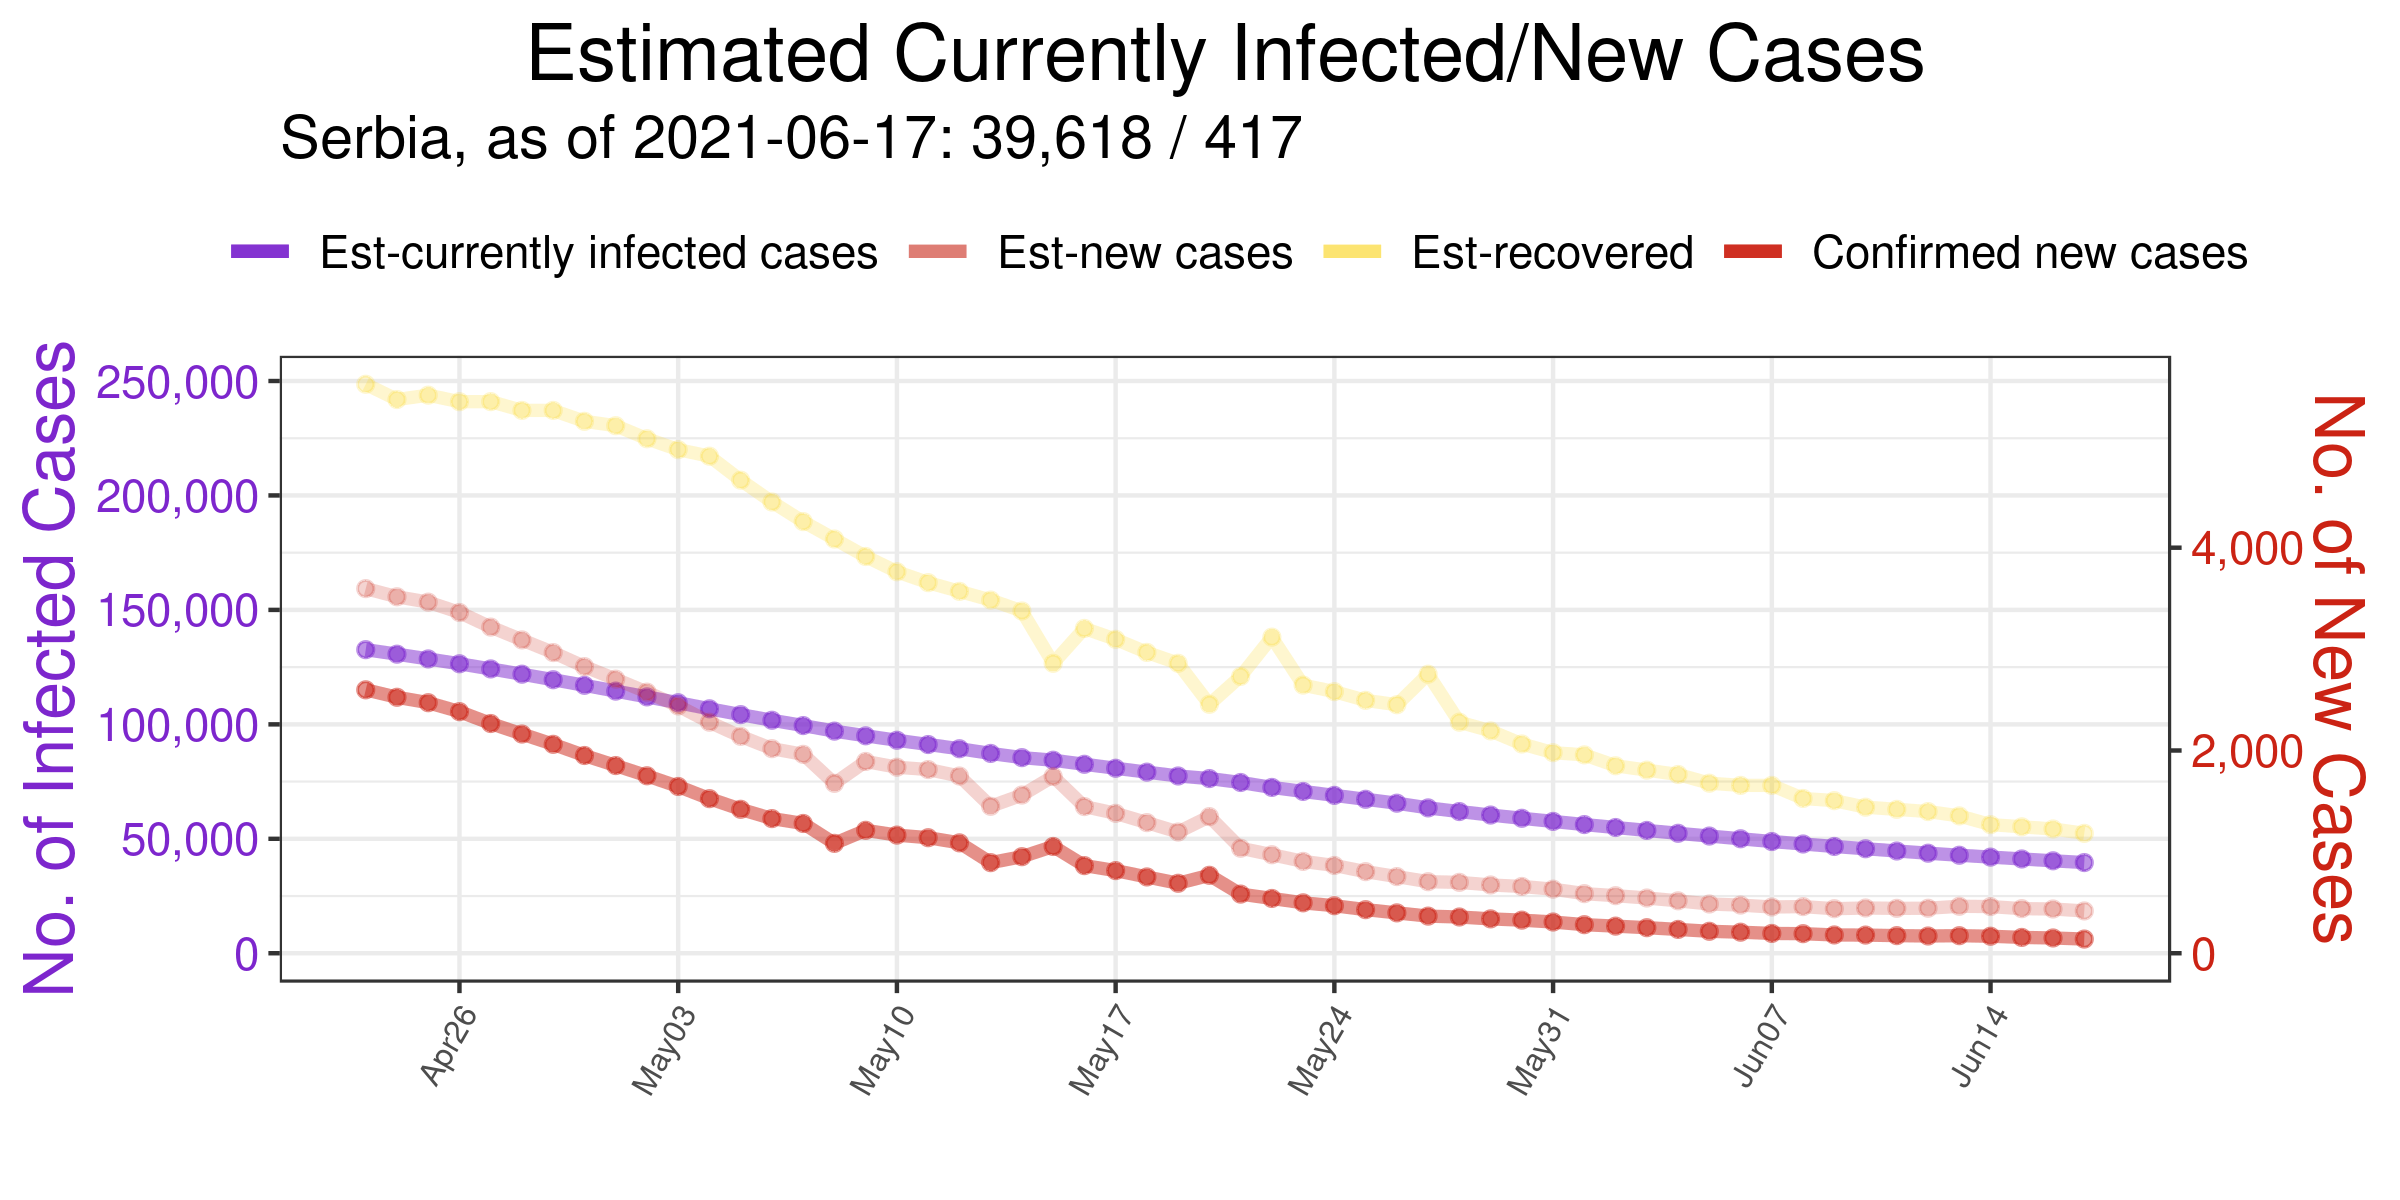 Estimated Currently Infected/New Cases
Serbia, as of 2021-06-17: 39,618 / 417
Est-currently infected cases Est-new cases Est-recovered Confirmed new cases
No. of Infected Cases
250,000
200,000
150,000
100,000
50,000
0
4,000
2,000
0
No. of New Cases
Apr26 May03 May10 May17 May24 May31 Jun07 Jun14